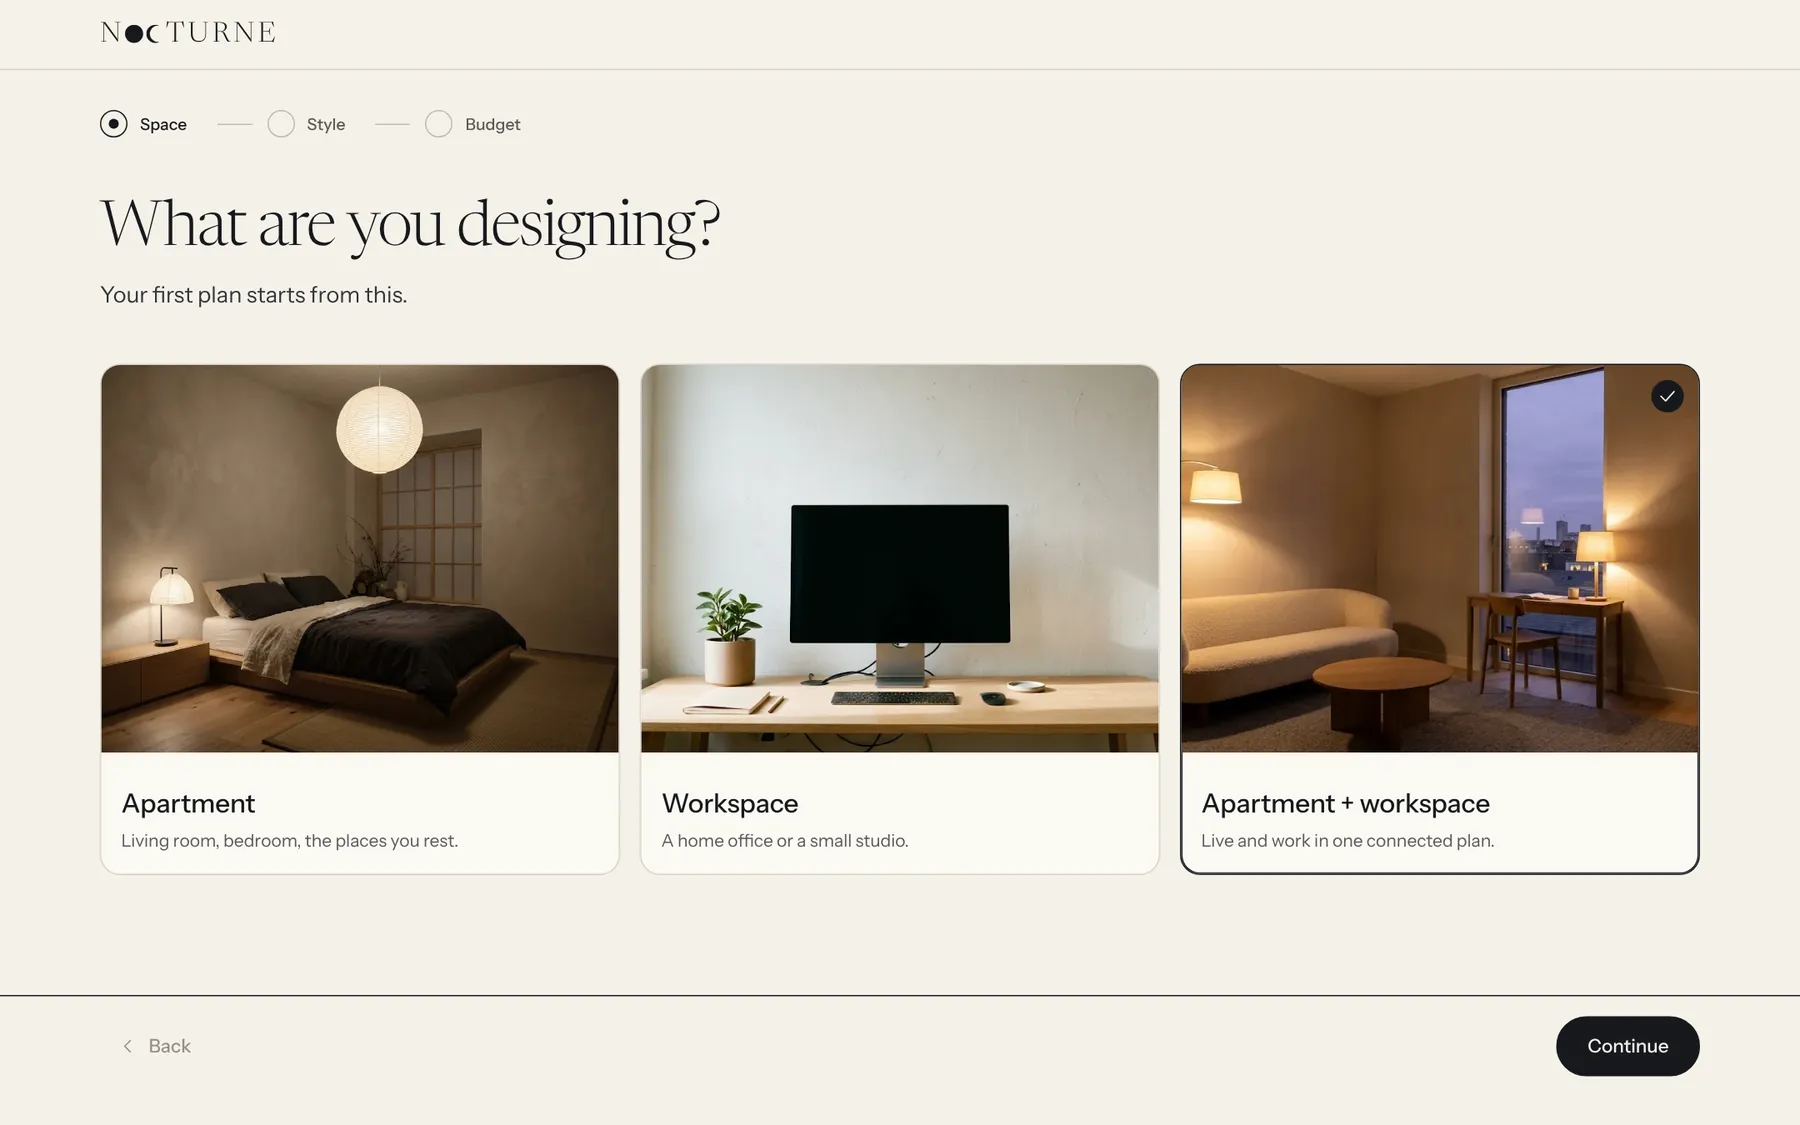 NOCTURNE
Space
Style
Budget
What are you designing?
Your first plan starts from this.
Apartment
Living room, bedroom, the places you rest.
Workspace
A home office or a small studio.
Apartment + workspace
Live and work in one connected plan.
Back
Continue